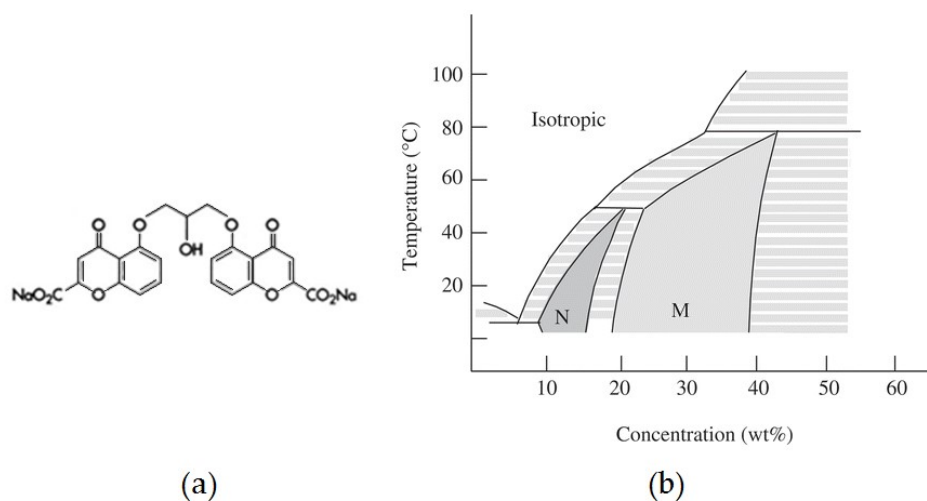 O
O
OH
O
O
NaO₂C
O
O
CO₂Na
(a)
Temperature (°C)
100
80
60
40
20
Isotropic
N
M
10
20
30
40
50
60
Concentration (wt%)
(b)